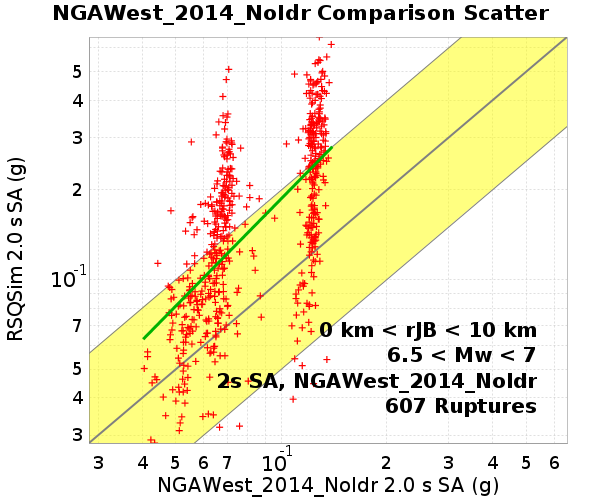 NGAWest_2014_NoIdr Comparison Scatter
5
4
3
2
10^-1
7
5
4
3
RSQSim 2.0 s SA (g)
0 km < rJB < 10 km
6.5 < Mw < 7
2s SA, NGAWest_2014_NoIdr
607 Ruptures
3 4 5 6 7 10^-1 2 3 4 5 6
NGAWest_2014_NoIdr 2.0 s SA (g)